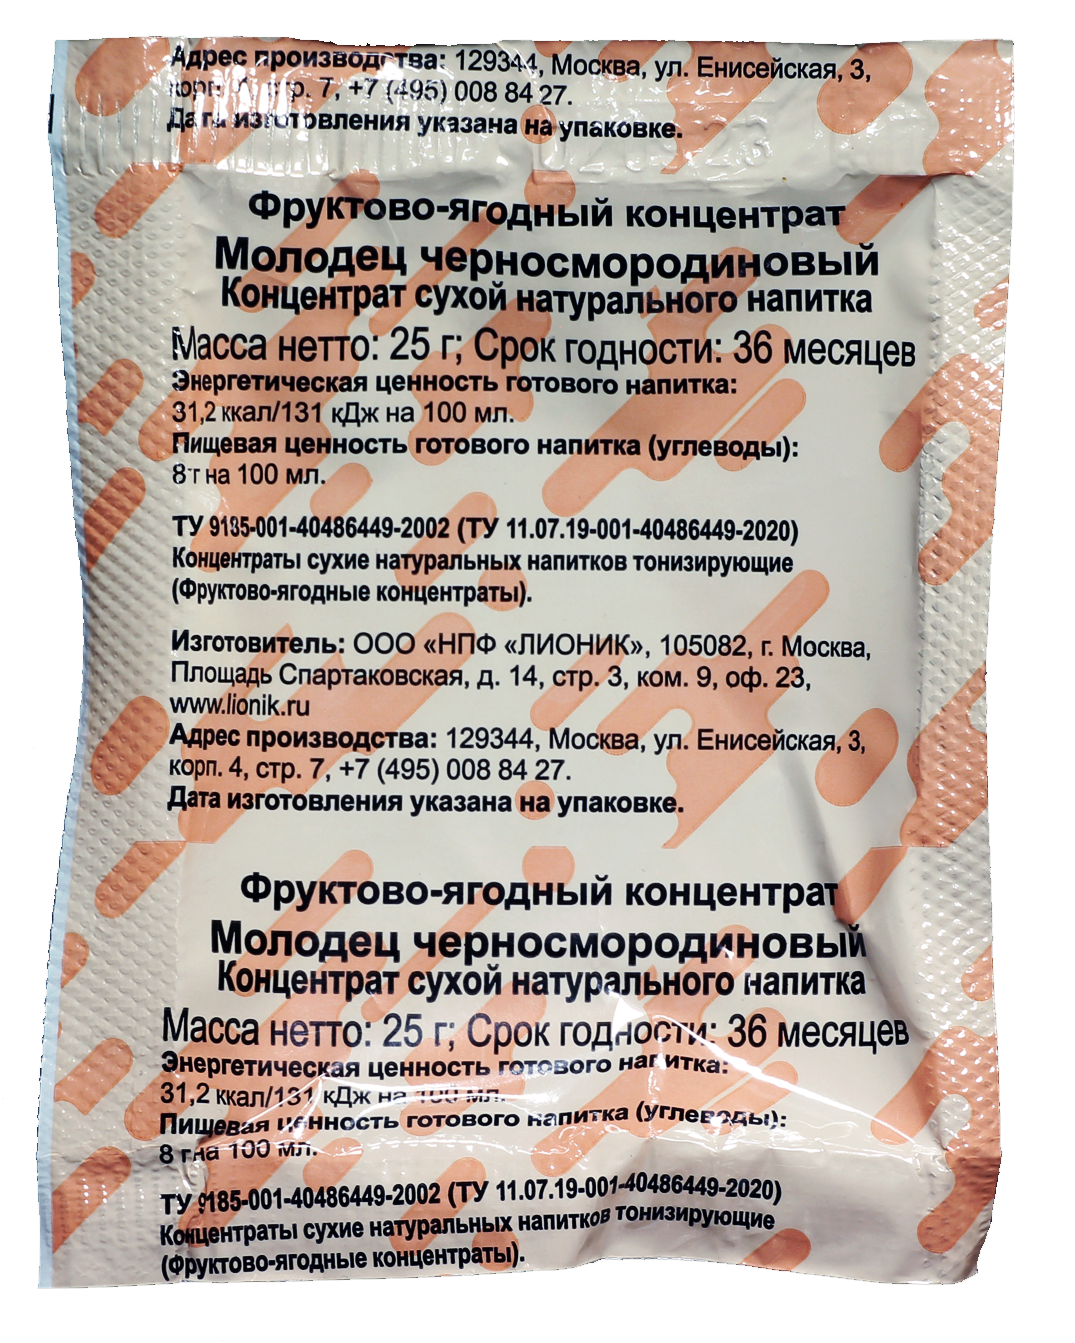 Адрес производства: 129344, Москва, ул. Енисейская, 3,
стр. 7, +7 (495) 008 84 27.
Дата изготовления указана на упаковке.
Фруктово-ягодный концентрат
Молодец черносмородиновый
Концентрат сухой натурального напитка
Масса нетто: 25 г; Срок годности: 36 месяцев
Энергетическая ценность готового напитка:
31,2 ккал/131 кДж на 100 мл.
Пищевая ценность готового напитка (углеводы):
8 г на 100 мл.
ТУ 9185-001-40486449-2002 (ТУ 11.07.19-001-40486449-2020)
Концентраты сухие натуральных напитков тонизирующие
(Фруктово-ягодные концентраты).
Изготовитель: ООО «НПФ «ЛИОНИК», 105082, г. Москва,
Площадь Спартаковская, д. 14, стр. 3, ком. 9, оф. 23,
www.lionik.ru
Адрес производства: 129344, Москва, ул. Енисейская, 3,
корп. 4, стр. 7, +7 (495) 008 84 27.
Дата изготовления указана на упаковке.
Фруктово-ягодный концентрат
Молодец черносмородиновый
Концентрат сухой натурального напитка
Масса нетто: 25 г; Срок годности: 36 месяцев
Энергетическая ценность готового напитка:
31,2 ккал/131 кДж на 100 мл.
Пищевая ценность готового напитка (углеводы):
8 г на 100 мл.
ТУ 9185-001-40486449-2002 (ТУ 11.07.19-001-40486449-2020)
Концентраты сухие натуральных напитков тонизирующие
(Фруктово-ягодные концентраты).